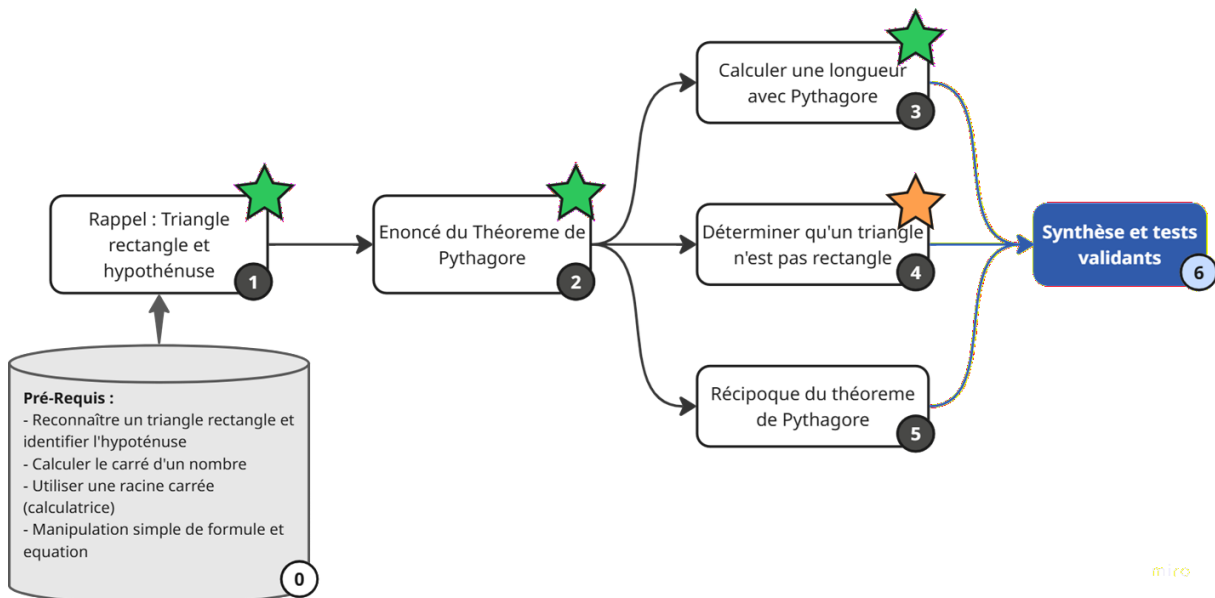 Calculer une longueur
avec Pythagore
3
Rappel : Triangle
rectangle et
hypothénuse
1
Enoncé du Théoreme de
Pythagore
2
Déterminer qu'un triangle
n'est pas rectangle
4
Synthèse et tests
validants
6
Récipoque du théoreme
de Pythagore
5
Pré-Requis :
- Reconnaître un triangle rectangle et
identifier l'hypoténuse
- Calculer le carré d'un nombre
- Utiliser une racine carrée
(calculatrice)
- Manipulation simple de formule et
equation
0
miro